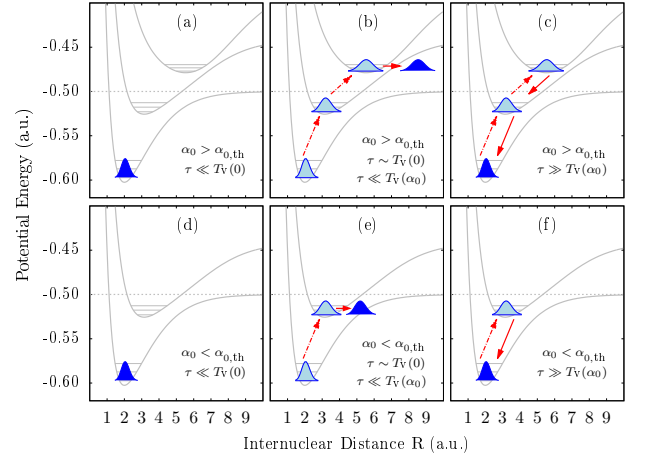 (a)
(b)
(c)
-0.45
-0.50
-0.55
-0.60
α₀ > α₀,th
τ ≪ Tᵥ(0)
α₀ > α₀,th
τ ∼ Tᵥ(0)
τ ≪ Tᵥ(α₀)
α₀ > α₀,th
τ ≫ Tᵥ(α₀)
Potential Energy (a.u.)
(d)
(e)
(f)
-0.45
-0.50
-0.55
-0.60
α₀ < α₀,th
τ ≪ Tᵥ(0)
α₀ < α₀,th
τ ∼ Tᵥ(0)
τ ≪ Tᵥ(α₀)
α₀ < α₀,th
τ ≫ Tᵥ(α₀)
1 2 3 4 5 6 7 8 9
1 2 3 4 5 6 7 8 9
1 2 3 4 5 6 7 8 9
Internuclear Distance R (a.u.)